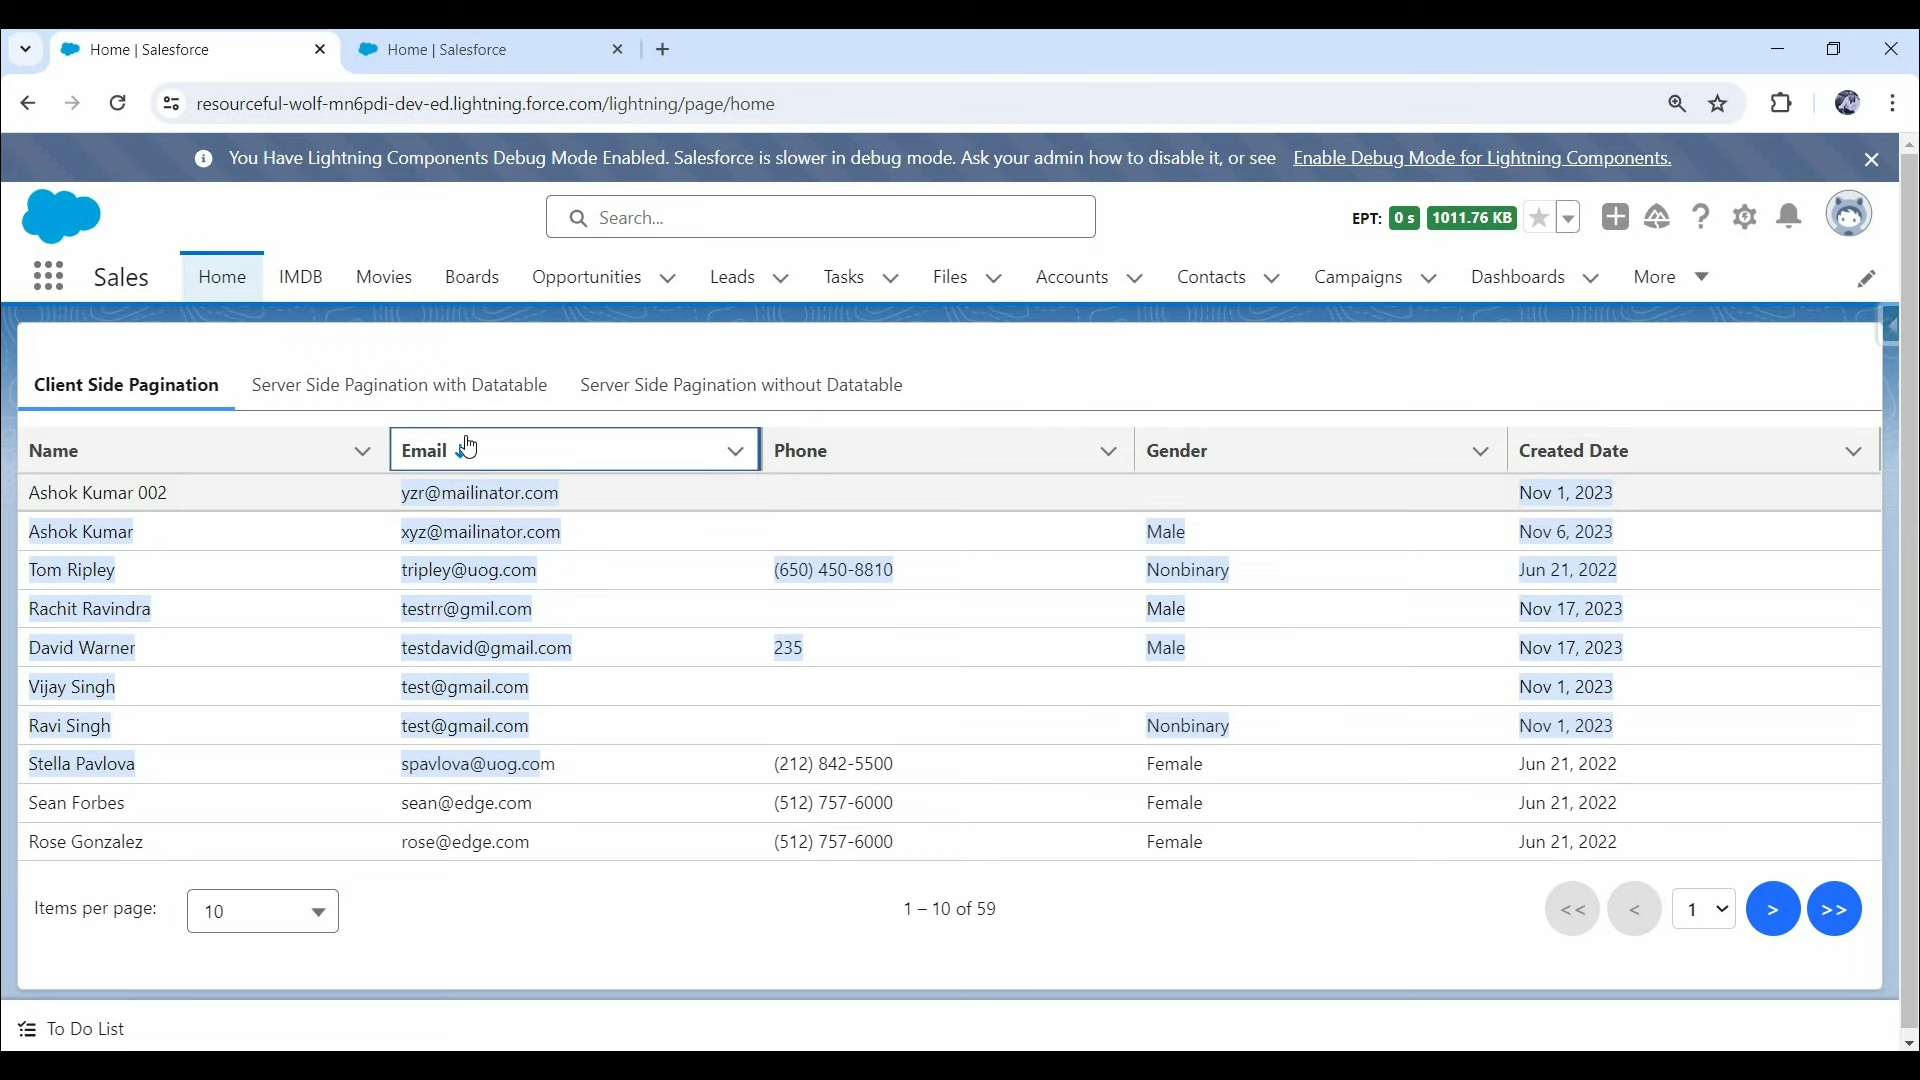 Home | Salesforce
Home | Salesforce
resourceful-wolf-mn6pdi-dev-ed.lightning.force.com/lightning/page/home
You Have Lightning Components Debug Mode Enabled. Salesforce is slower in debug mode. Ask your admin how to disable it, or see Enable Debug Mode for Lightning Components.
Search...
EPT: 0 s 1011.76 KB
Sales Home IMDB Movies Boards Opportunities Leads Tasks Files Accounts Contacts Campaigns Dashboards More
Client Side Pagination Server Side Pagination with Datatable Server Side Pagination without Datatable
Name Email Phone Gender Created Date
Ashok Kumar 002 yzr@mailinator.com Nov 1, 2023
Ashok Kumar xyz@mailinator.com Male Nov 6, 2023
Tom Ripley tripley@uog.com (650) 450-8810 Nonbinary Jun 21, 2022
Rachit Ravindra testrr@gmil.com Male Nov 17, 2023
David Warner testdavid@gmail.com 235 Male Nov 17, 2023
Vijay Singh test@gmail.com Nov 1, 2023
Ravi Singh test@gmail.com Nonbinary Nov 1, 2023
Stella Pavlova spavlova@uog.com (212) 842-5500 Female Jun 21, 2022
Sean Forbes sean@edge.com (512) 757-6000 Female Jun 21, 2022
Rose Gonzalez rose@edge.com (512) 757-6000 Female Jun 21, 2022
Items per page: 10 1 – 10 of 59 << < 1 > >>
To Do List